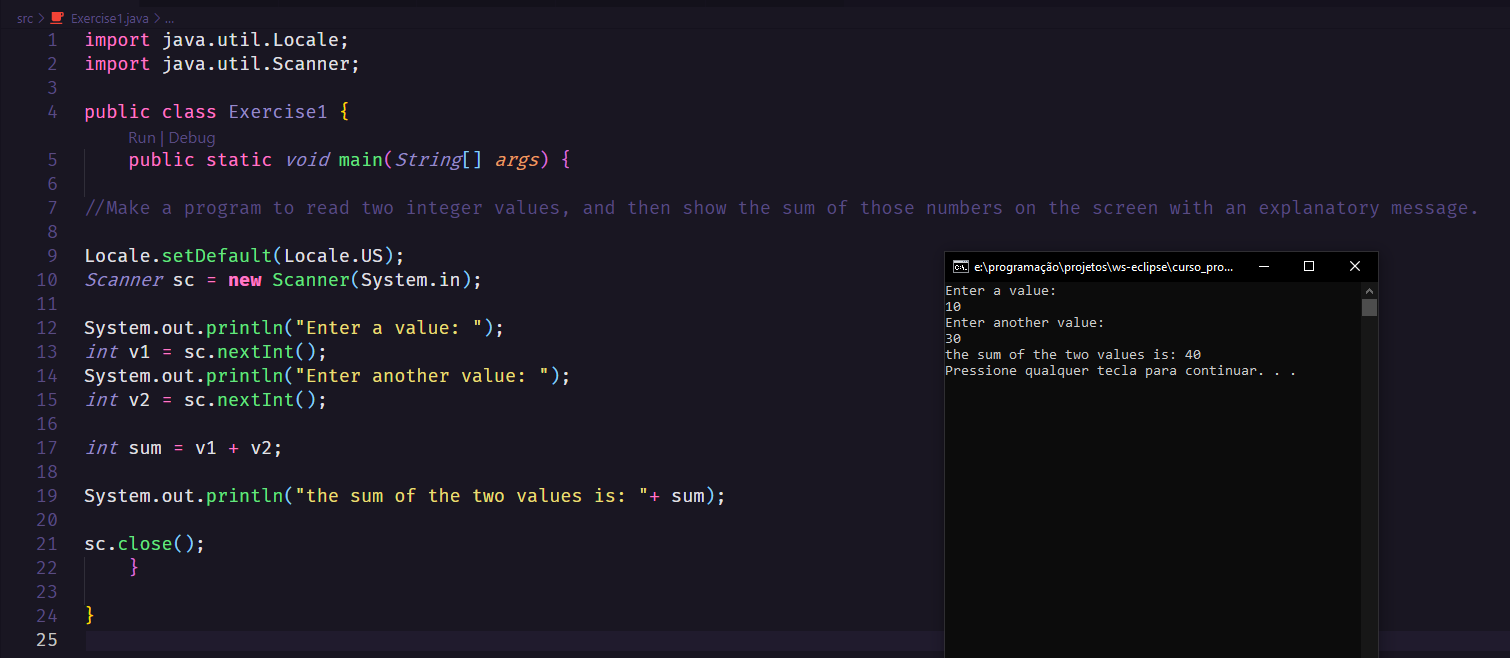 src > Exercise1.java > ...
1 import java.util.Locale;
2 import java.util.Scanner;
3
4 public class Exercise1 {
Run | Debug
5 public static void main(String[] args) {
6
7 //Make a program to read two integer values, and then show the sum of those numbers on the screen with an explanatory message.
8
9 Locale.setDefault(Locale.US);
10 Scanner sc = new Scanner(System.in);
11
12 System.out.println("Enter a value: ");
13 int v1 = sc.nextInt();
14 System.out.println("Enter another value: ");
15 int v2 = sc.nextInt();
16
17 int sum = v1 + v2;
18
19 System.out.println("the sum of the two values is: "+ sum);
20
21 sc.close();
22 }
23
24 }
25
e:\programação\projetos\ws-eclipse\curso_pro...
Enter a value:
10
Enter another value:
30
the sum of the two values is: 40
Pressione qualquer tecla para continuar. . .